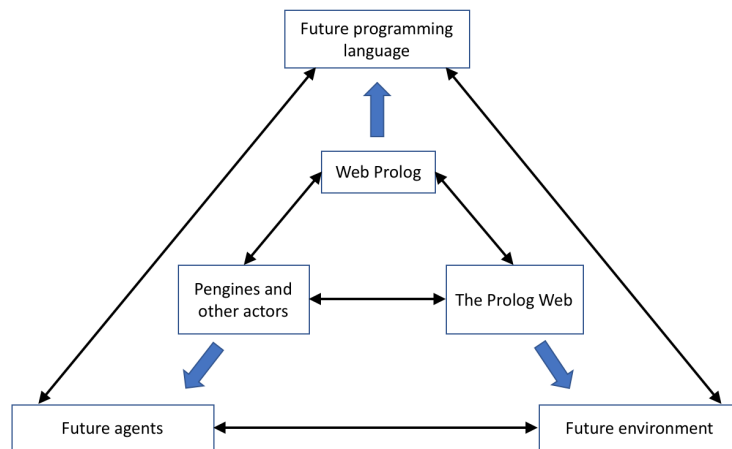 Future programming
language
Web Prolog
Pengines and
other actors
The Prolog Web
Future agents
Future environment